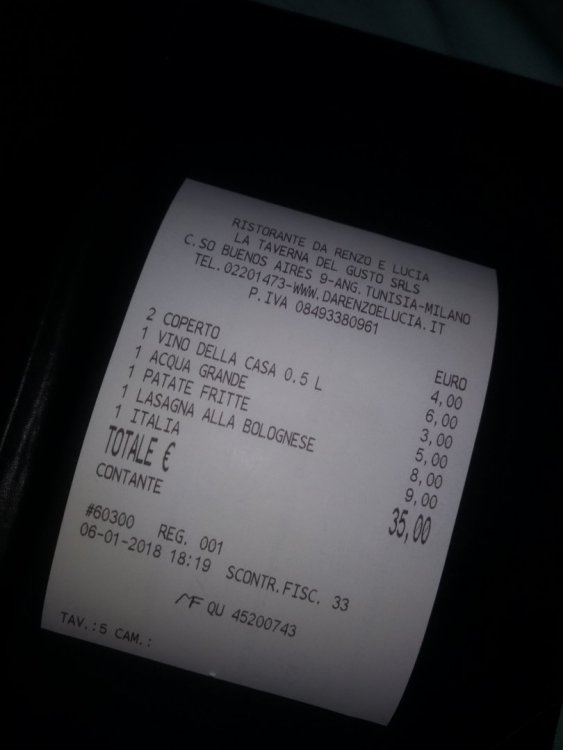 RISTORANTE DA RENZO E LUCIA
LA TAVERNA DEL GUSTO SRLS
C.SO BUENOS AIRES 9-ANG.TUNISIA-MILANO
TEL.02201473-WWW.DARENZOELUCIA.IT
P.IVA 08493380961
EURO
2 COPERTO 4,00
1 VINO DELLA CASA 0.5 L 6,00
1 ACQUA GRANDE 3,00
1 PATATE FRITTE 5,00
1 LASAGNA ALLA BOLOGNESE 8,00
1 ITALIA 9,00
TOTALE € 35,00
CONTANTE
#60300 REG. 001
06-01-2018 18:19 SCONTR.FISC. 33
MF QU 45200743
TAV.:5 CAM.: